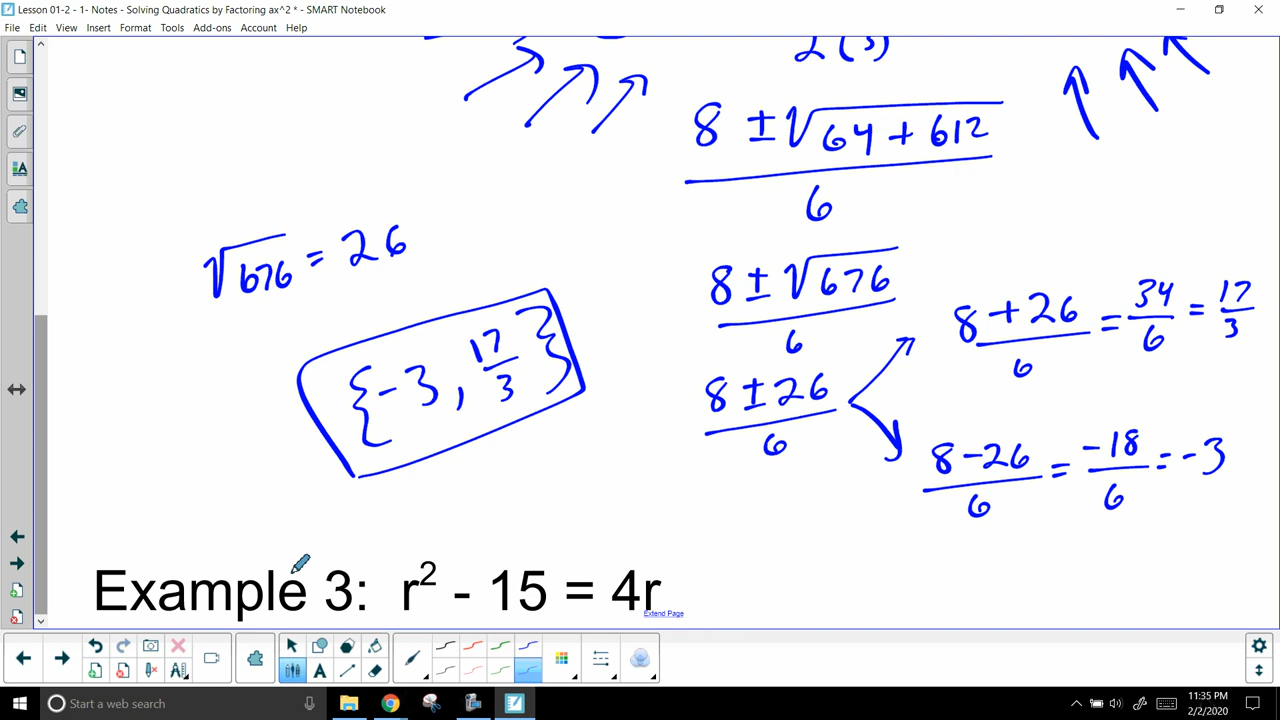 Lesson 01-2 - 1- Notes - Solving Quadratics by Factoring ax^2 * - SMART Notebook
File Edit View Insert Format Tools Add-ons Account Help
2(3)
8 ± √64 + 612
6
√676 = 26
8 ± √676
6
8 + 26 = 34 = 17
6 6 3
{-3, 17/3}
8 ± 26
6
8 - 26 = -18 = -3
6 6
Example 3: r² - 15 = 4r
Extend Page
Start a web search
11:35 PM
2/2/2020